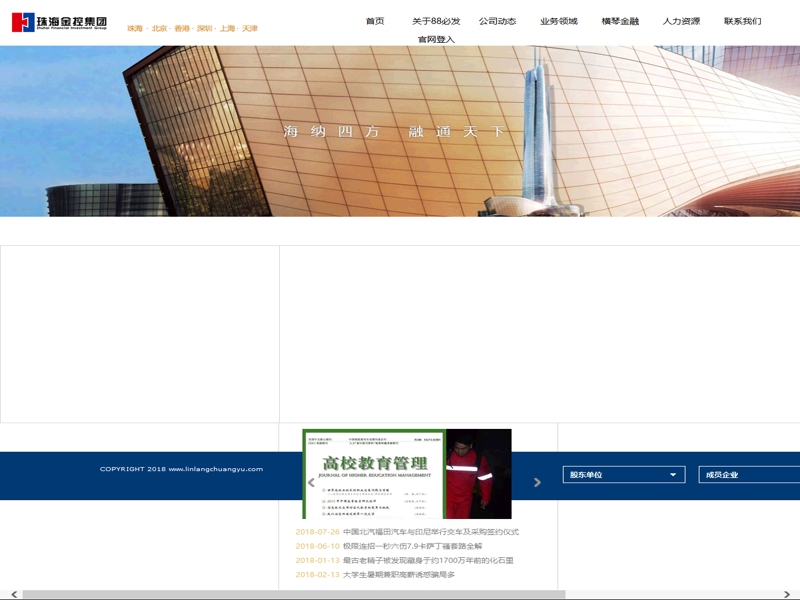 珠海金控集团
Zhuhai Financial Investment Group
珠海 · 北京 · 香港 · 深圳 · 上海 · 天津
首页
关于88必发官网登入
公司动态
业务领域
横琴金融
人力资源
联系我们
海纳四方 融通天下
高校教育管理
JOURNAL OF HIGHER EDUCATION MANAGEMENT
COPYRIGHT 2018 www.linlangchuangyu.com
股东单位
成员企业
2018-07-26 中国北汽福田汽车与印尼举行交车及采购签约仪式
2018-06-10 极限连招一秒六伤7.9卡萨丁碰套路全解
2018-01-13 最古老精子被发现藏身于约1700万年前的化石里
2018-02-13 大学生暑期兼职高薪诱惑骗局多